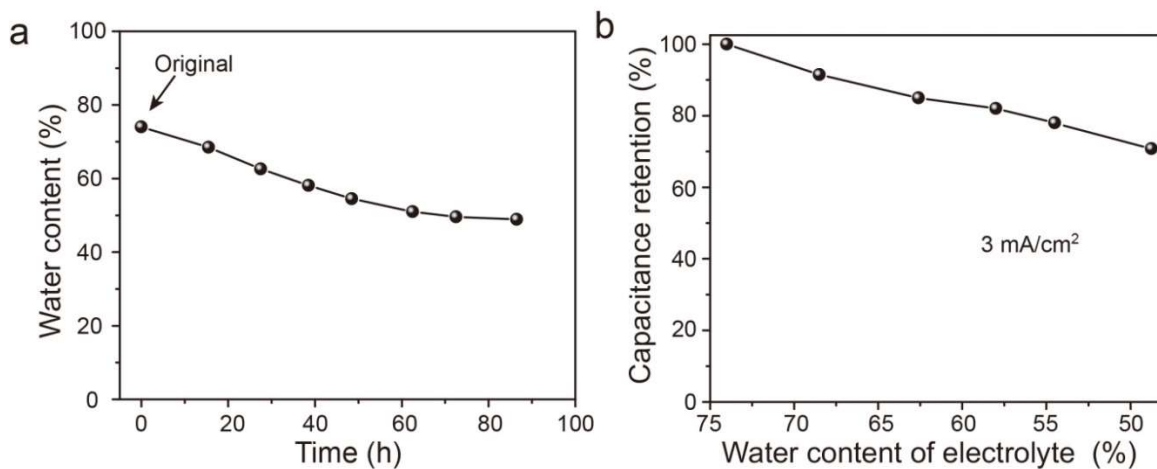 a
100
80
60
40
20
0
Water content (%)
Original
0 20 40 60 80 100
Time (h)
b
100
80
60
40
20
0
Capacitance retention (%)
3 mA/cm²
75 70 65 60 55 50
Water content of electrolyte (%)